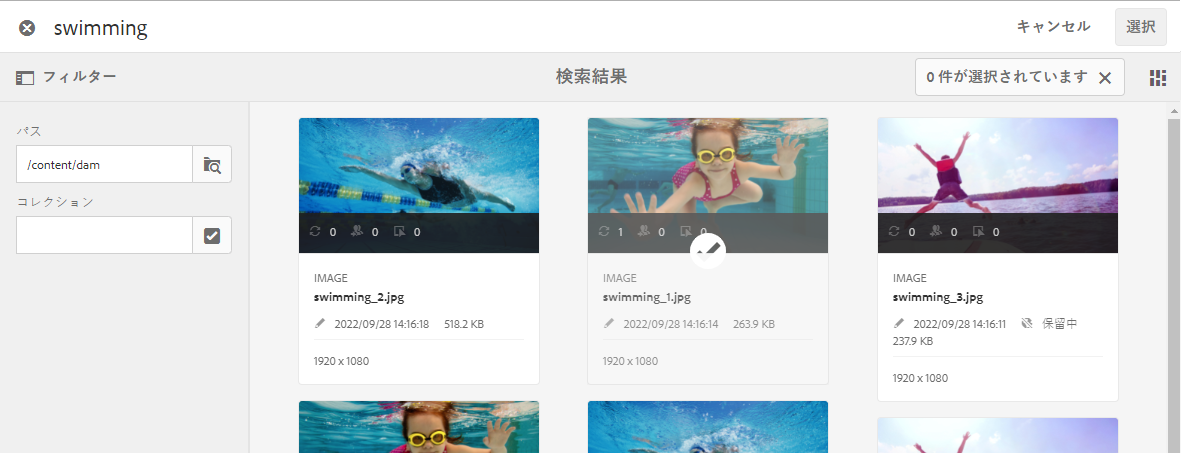 swimming
キャンセル
選択
フィルター
検索結果
0 件が選択されています
パス
/content/dam
コレクション
0 0 0
IMAGE
swimming_2.jpg
2022/09/28 14:16:18 518.2 KB
1920 x 1080
1 0 0
IMAGE
swimming_1.jpg
2022/09/28 14:16:14 263.9 KB
1920 x 1080
0 0 0
IMAGE
swimming_3.jpg
2022/09/28 14:16:11 保留中
237.9 KB
1920 x 1080